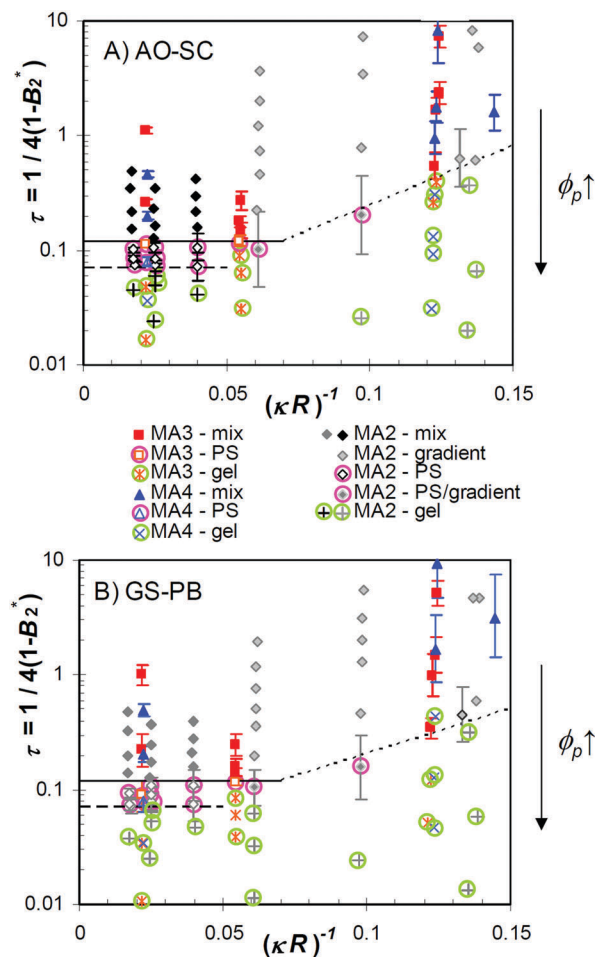 A) AO-SC
τ = 1 / 4(1-B₂*)
10
1
0.1
0.01
0
0.05
0.1
0.15
(κR)⁻¹
ϕₚ↑
MA3 - mix
MA3 - PS
MA3 - gel
MA4 - mix
MA4 - PS
MA4 - gel
MA2 - mix
MA2 - gradient
MA2 - PS
MA2 - PS/gradient
MA2 - gel
B) GS-PB
τ = 1 / 4(1-B₂*)
10
1
0.1
0.01
0
0.05
0.1
0.15
(κR)⁻¹
ϕₚ↑